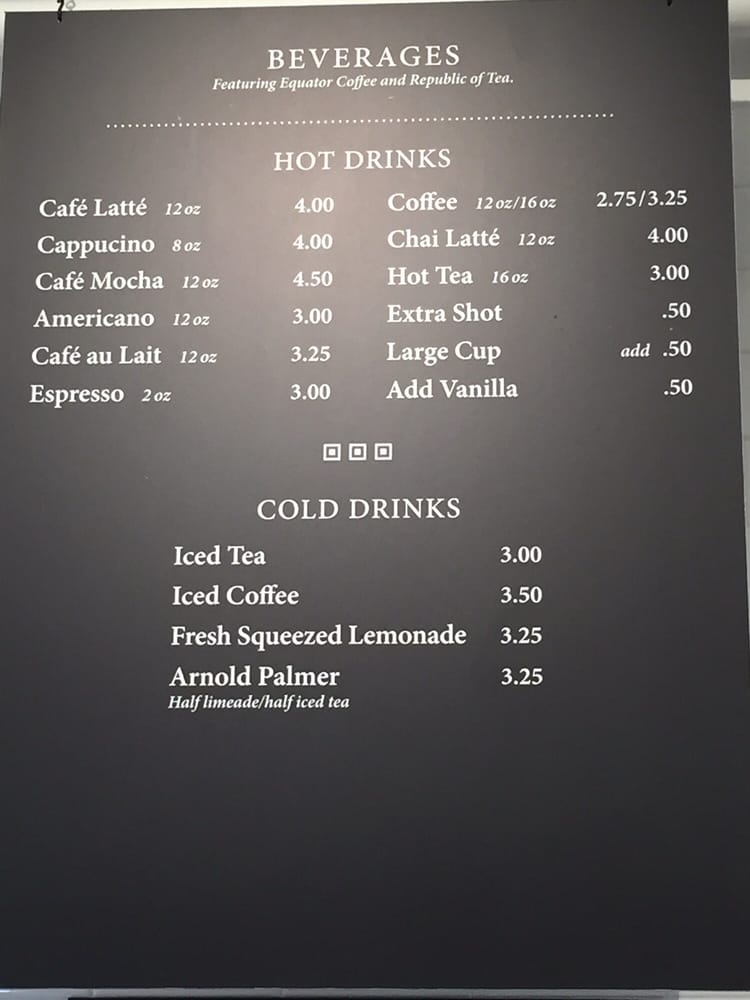 BEVERAGES
Featuring Equator Coffee and Republic of Tea.
HOT DRINKS
Café Latté 12 oz 4.00
Cappucino 8 oz 4.00
Café Mocha 12 oz 4.50
Americano 12 oz 3.00
Café au Lait 12 oz 3.25
Espresso 2 oz 3.00
Coffee 12 oz/16 oz 2.75/3.25
Chai Latté 12 oz 4.00
Hot Tea 16 oz 3.00
Extra Shot .50
Large Cup add .50
Add Vanilla .50
COLD DRINKS
Iced Tea 3.00
Iced Coffee 3.50
Fresh Squeezed Lemonade 3.25
Arnold Palmer 3.25
Half limeade/half iced tea